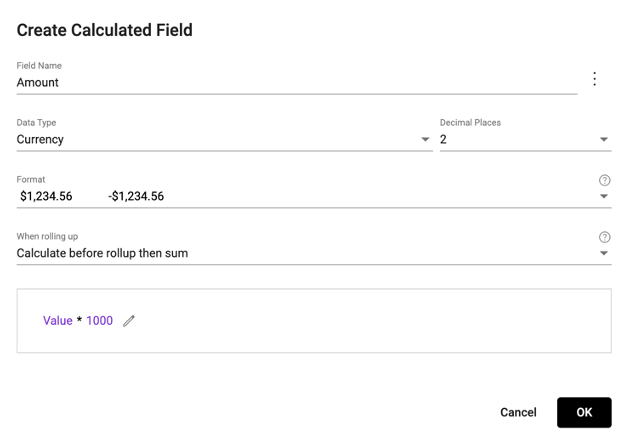 Create Calculated Field
Field Name
Amount
Data Type
Currency
Decimal Places
2
Format
$1,234.56 -$1,234.56
When rolling up
Calculate before rollup then sum
Value * 1000
Cancel OK